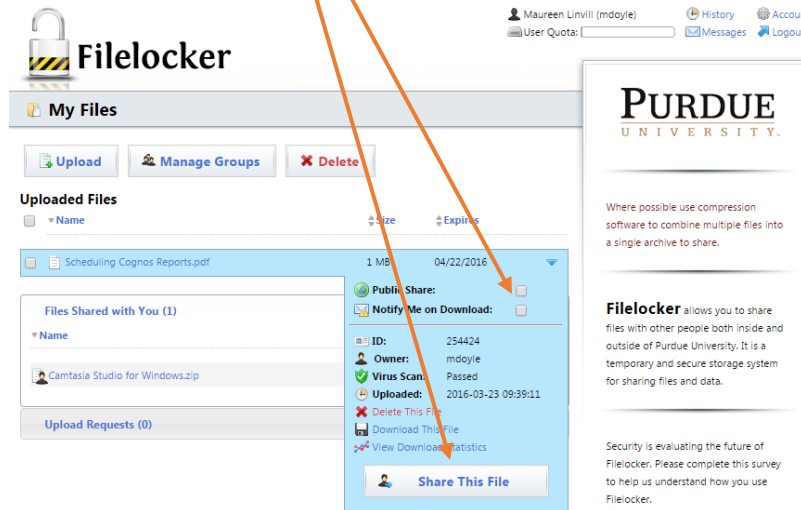 Maureen Linvill (mdoyle) History Accou
User Quota: Messages Logou
Filelocker
My Files
Upload Manage Groups Delete
Uploaded Files
Name Size Expires
Scheduling Cognos Reports.pdf 1 MB 04/22/2016
Public Share:
Notify Me on Download:
ID: 254424
Owner: mdoyle
Virus Scan: Passed
Uploaded: 2016-03-23 09:39:11
Delete This File
Download This File
View Download Statistics
Share This File
Files Shared with You (1)
Name
Camtasia Studio for Windows.zip
Upload Requests (0)
PURDUE
UNIVERSITY.
Where possible use compression
software to combine multiple files into
a single archive to share.
Filelocker allows you to share
files with other people both inside and
outside of Purdue University. It is a
temporary and secure storage system
for sharing files and data.
Security is evaluating the future of
Filelocker. Please complete this survey
to help us understand how you use
Filelocker.